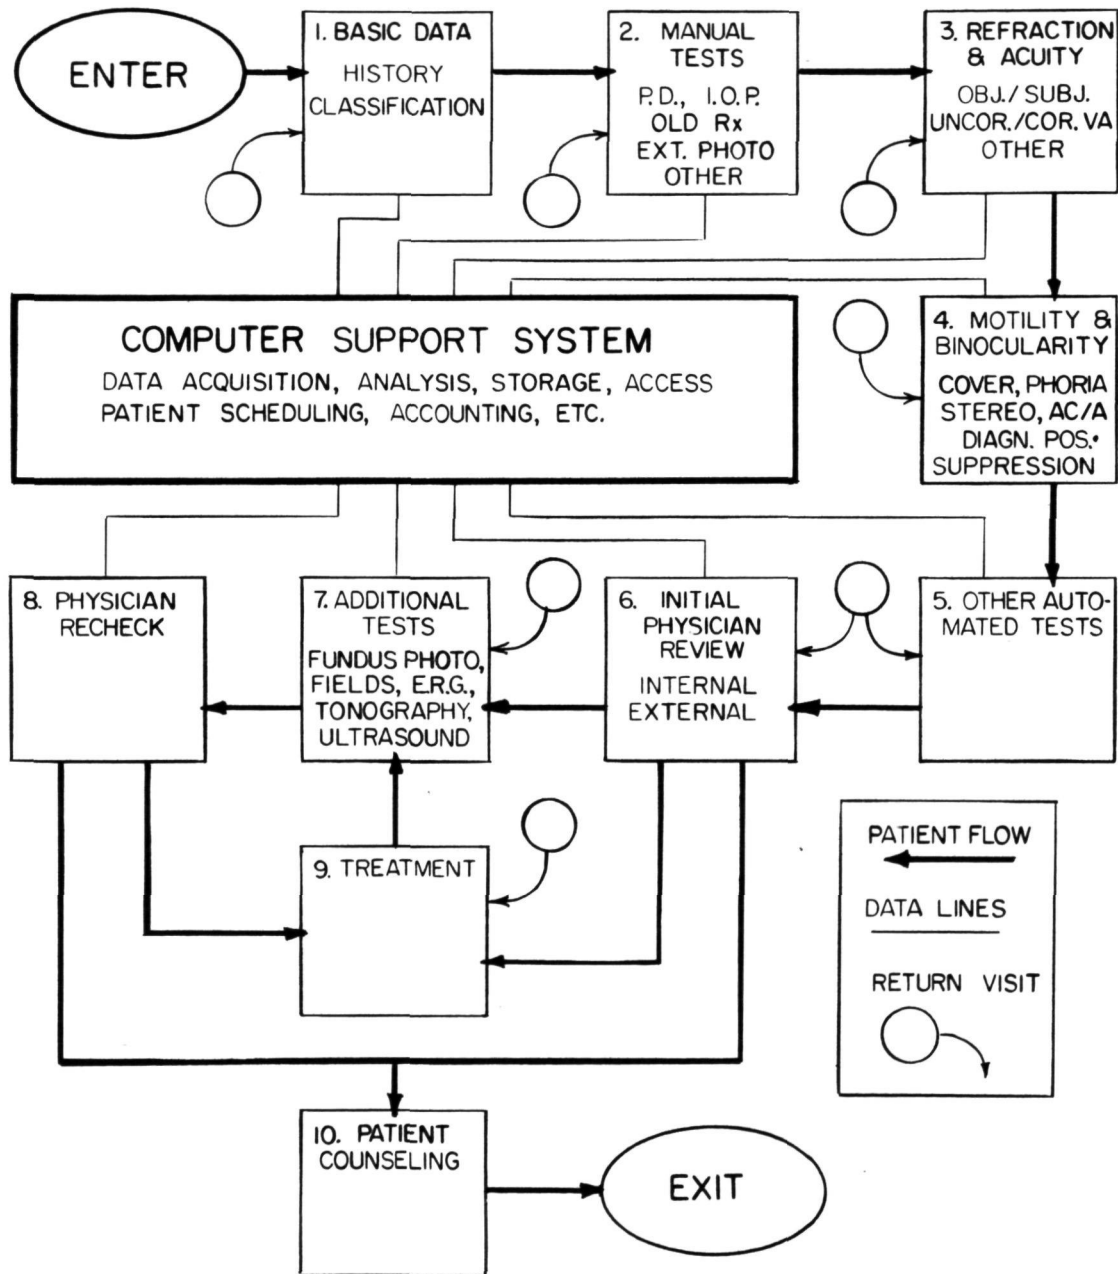 ENTER
1. BASIC DATA
HISTORY
CLASSIFICATION
2. MANUAL
TESTS
P.D., I.O.P.
OLD Rx
EXT. PHOTO
OTHER
3. REFRACTION
& ACUITY
OBJ./ SUBJ.
UNCOR./COR. VA
OTHER
COMPUTER SUPPORT SYSTEM
DATA ACQUISITION, ANALYSIS, STORAGE, ACCESS
PATIENT SCHEDULING, ACCOUNTING, ETC.
4. MOTILITY &
BINOCULARITY
COVER, PHORIA
STEREO, AC/A
DIAGN. POS.
SUPPRESSION
8. PHYSICIAN
RECHECK
7. ADDITIONAL
TESTS
FUNDUS PHOTO,
FIELDS, E.R.G.,
TONOGRAPHY,
ULTRASOUND
6. INITIAL
PHYSICIAN
REVIEW
INTERNAL
EXTERNAL
5. OTHER AUTO-
MATED TESTS
9. TREATMENT
PATIENT FLOW
DATA LINES
RETURN VISIT
10. PATIENT
COUNSELING
EXIT